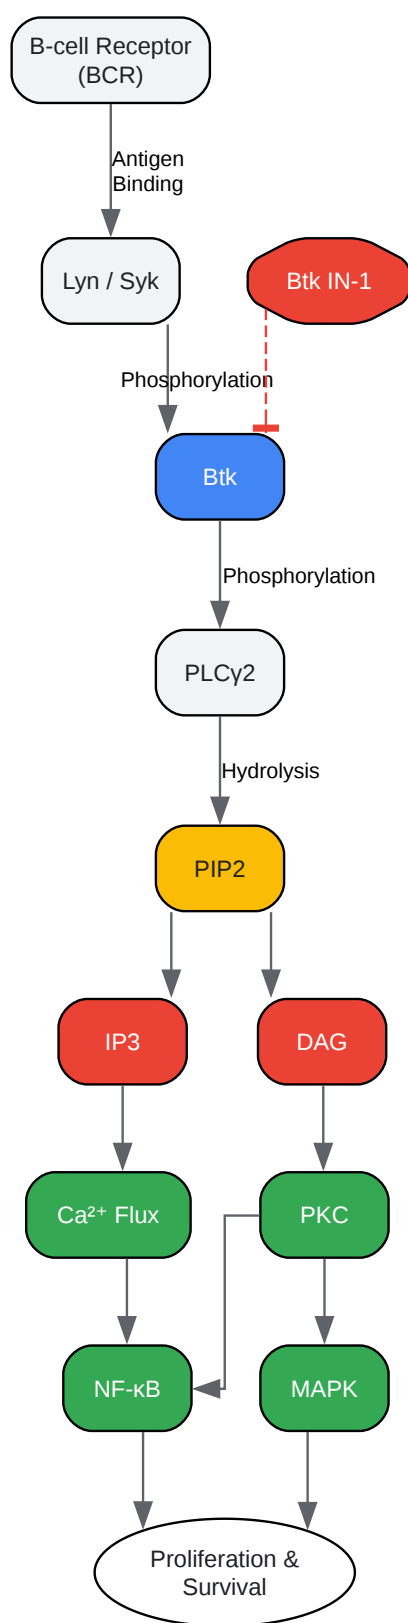 B-cell Receptor
(BCR)
Antigen
Binding
Lyn / Syk
Btk IN-1
Phosphorylation
Btk
Phosphorylation
PLCγ2
Hydrolysis
PIP2
IP3
DAG
Ca²⁺ Flux
PKC
NF-κB
MAPK
Proliferation &
Survival